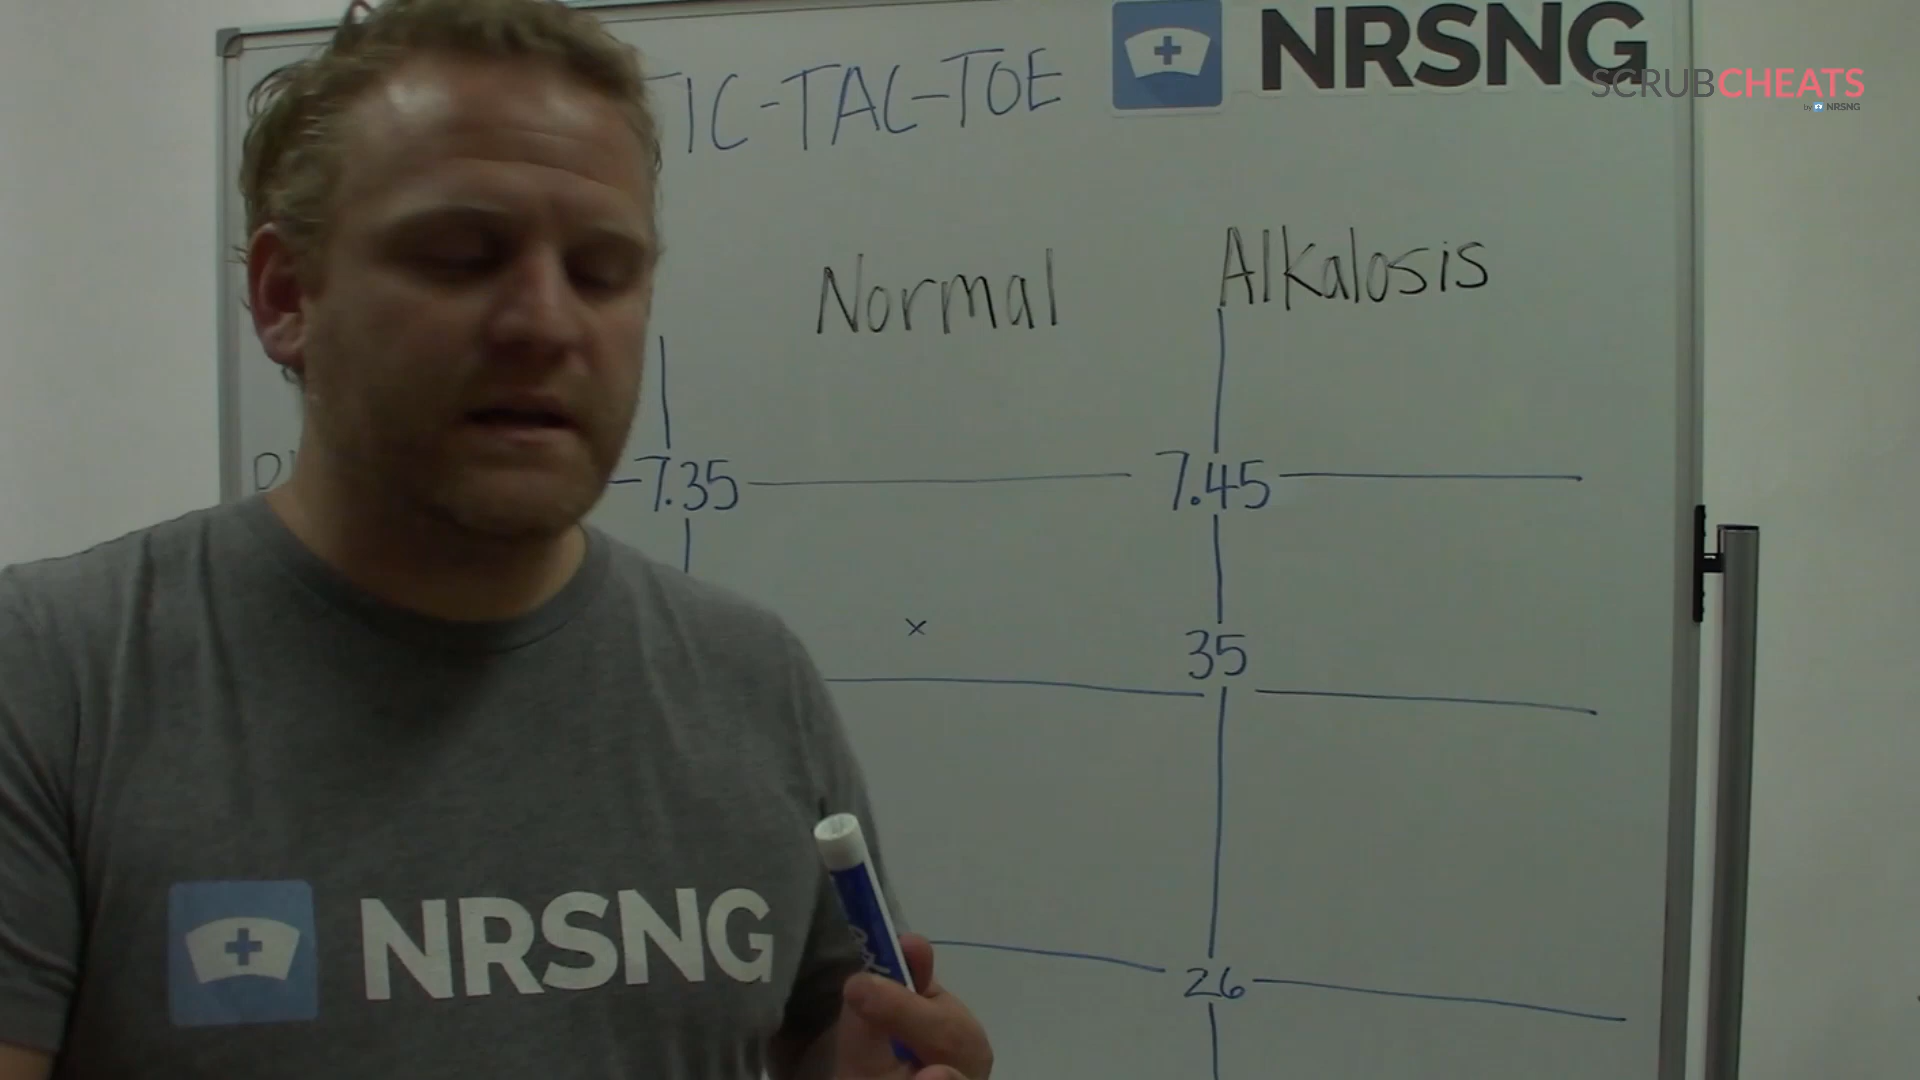 TIC-TAC-TOE
NRSNG
SCRUBCHEATS
by NRSNG
Normal
Alkalosis
7.35
7.45
x
35
26
NRSNG